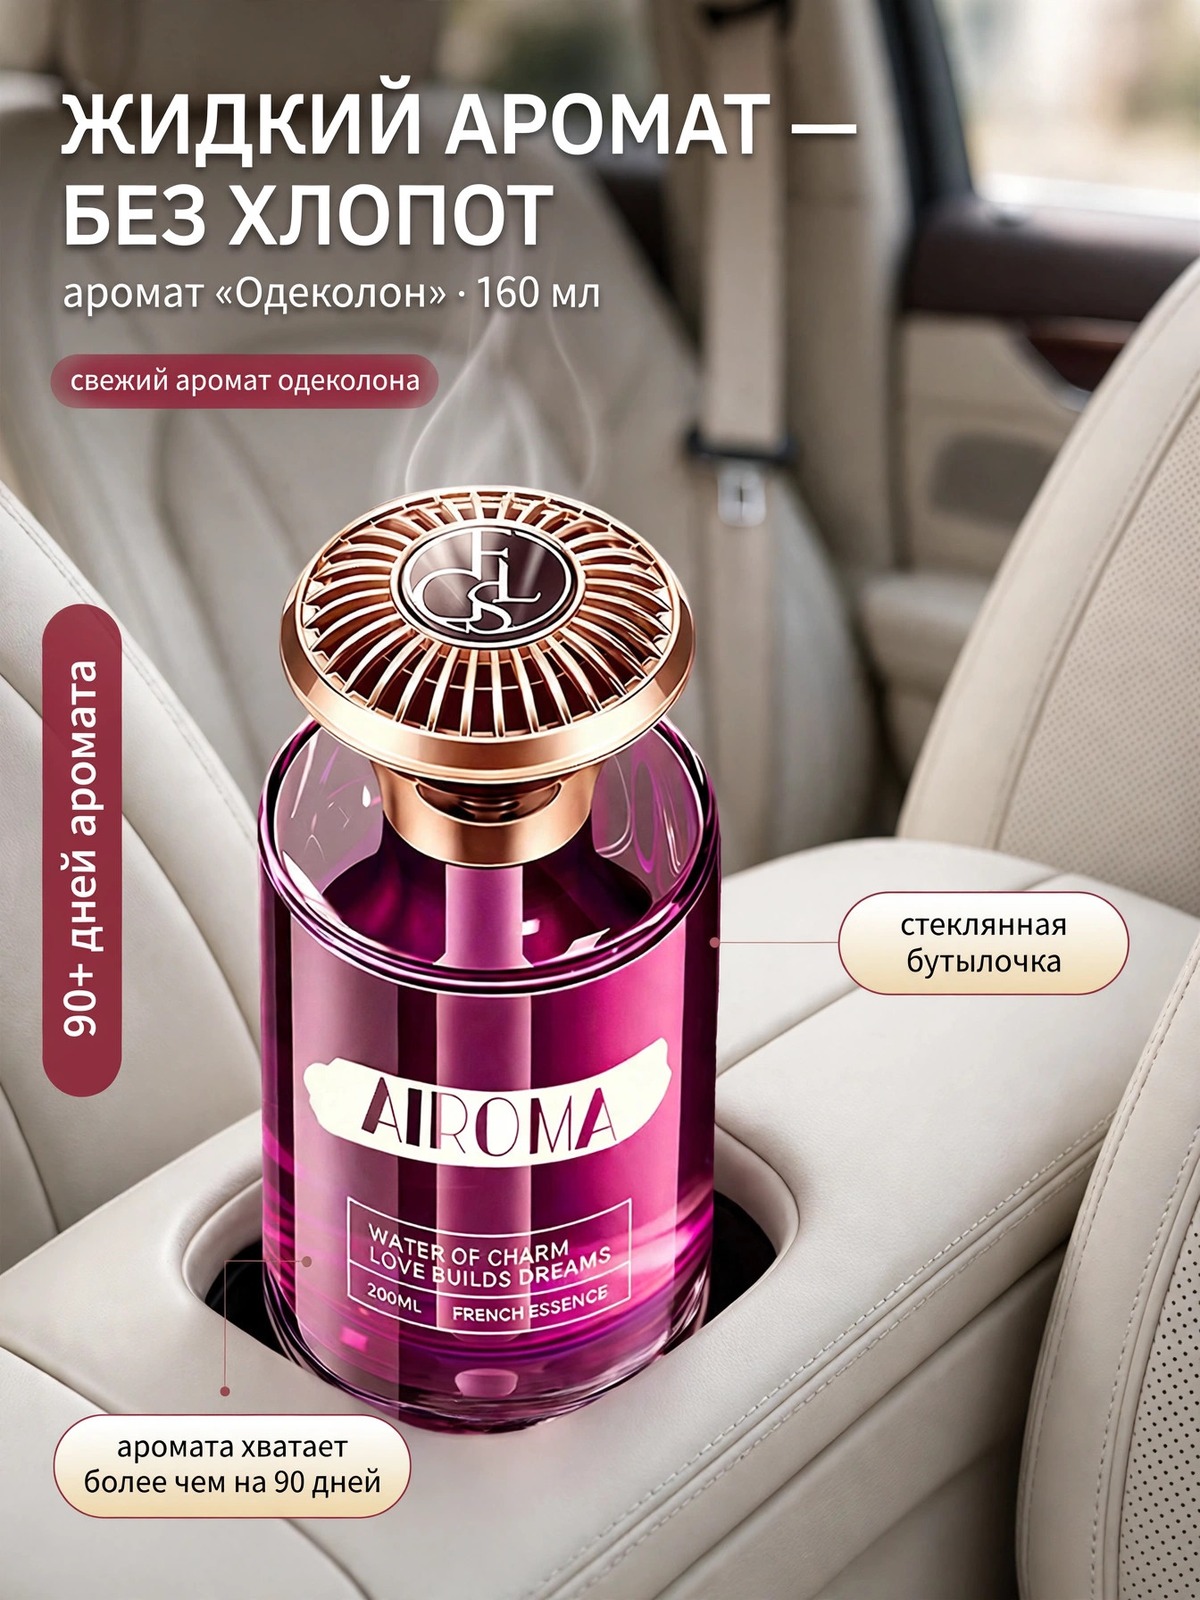 ЖИДКИЙ АРОМАТ —
БЕЗ ХЛОПОТ
аромат «Одеколон» · 160 мл
свежий аромат одеколона
90+ дней аромата
стеклянная
бутылочка
AIROMA
WATER OF CHARM
LOVE BUILDS DREAMS
200ML FRENCH ESSENCE
аромата хватает
более чем на 90 дней